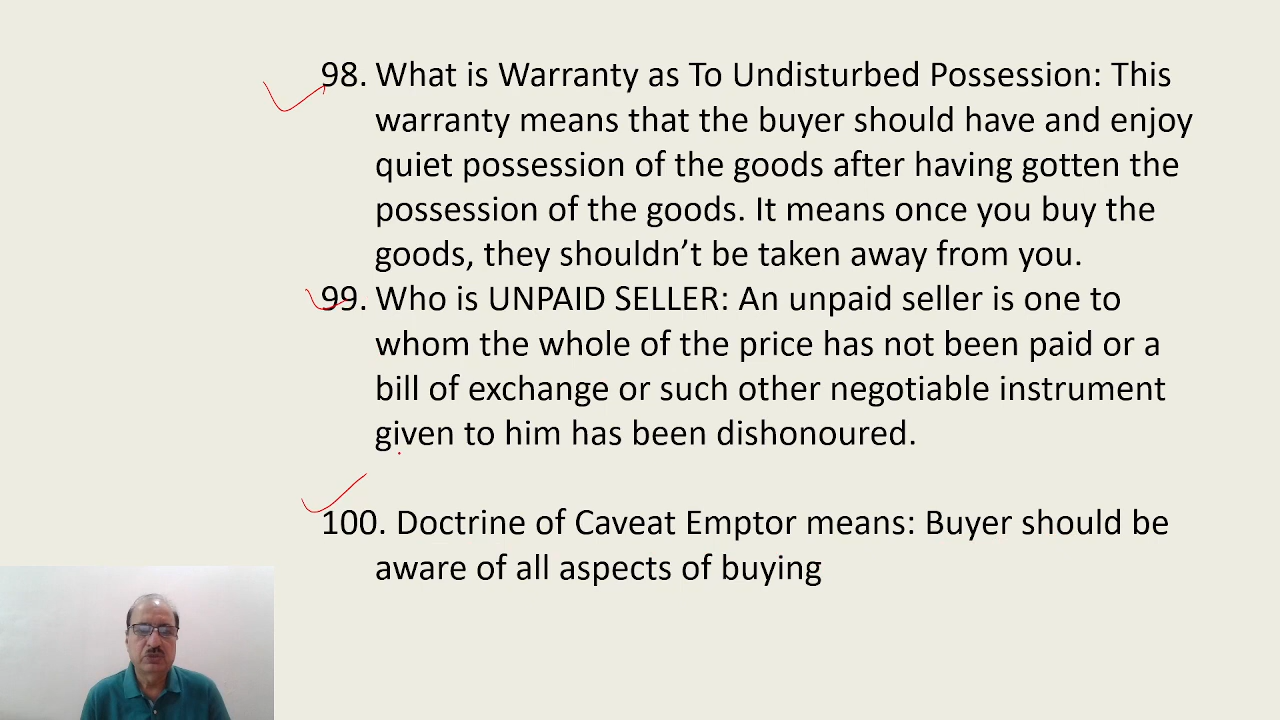 98. What is Warranty as To Undisturbed Possession: This
warranty means that the buyer should have and enjoy
quiet possession of the goods after having gotten the
possession of the goods. It means once you buy the
goods, they shouldn’t be taken away from you.
99. Who is UNPAID SELLER: An unpaid seller is one to
whom the whole of the price has not been paid or a
bill of exchange or such other negotiable instrument
given to him has been dishonoured.
100. Doctrine of Caveat Emptor means: Buyer should be
aware of all aspects of buying